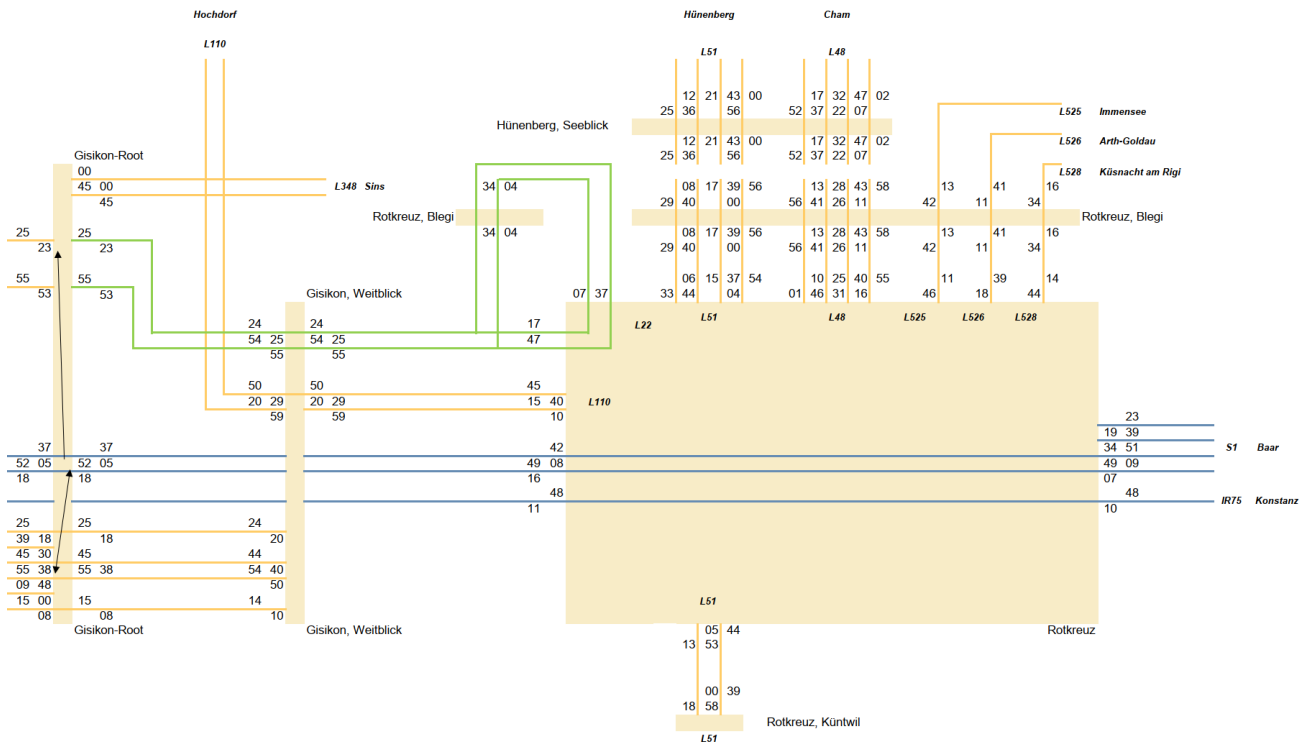 Hochdorf Hünenberg Cham
L110 L51 L48
12 21 43 00 17 32 47 02
25 36 56 52 37 22 07
L525 Immensee
Hünenberg, Seeblick
12 21 43 00 17 32 47 02
L526 Arth-Goldau
Gisikon-Root
25 36 56 52 37 22 07
00
L528 Küsnacht am Rigi
45 00 L348 Sins 34 04 08 17 39 56 13 28 43 58 13 41 16
45 29 40 00 56 41 26 11 42 11 34
Rotkreuz, Blegi Rotkreuz, Blegi
25 25 34 04 08 17 39 56 13 28 43 58 13 41 16
23 23 29 40 00 56 41 26 11 42 11 34
55 55 06 15 37 54 10 25 40 55 11 39 14
53 53 Gisikon, Weitblick 07 37 33 44 04 01 46 31 16 46 18 44
24 24 17 L22 L51 L48 L525 L526 L528
54 25 54 25 47
55 55
50 50 45
20 29 20 29 15 40 L110
59 59 10
23
19 39
37 37 42 34 51 S1 Baar
52 05 52 05 49 08 49 09
18 18 16 07
48 48 IR75 Konstanz
11 10
25 25 24
39 18 18 20
45 30 45 44
55 38 55 38 54 40
09 48 50
15 00 15 14 L51
08 08 10
Gisikon-Root Gisikon, Weitblick 05 44 Rotkreuz
13 53
00 39
18 58
Rotkreuz, Küntwil
L51